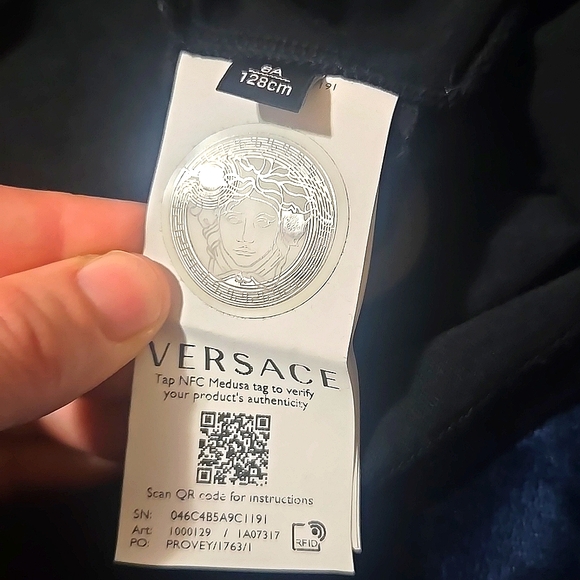 8A
128cm
191
VERSACE
Tap NFC Medusa tag to verify
your product's authenticity
Scan QR code for instructions
SN: 046C4B5A9C1191
Art: 1000129 / 1A07317
PO: PROVEY/1763/1
RFID